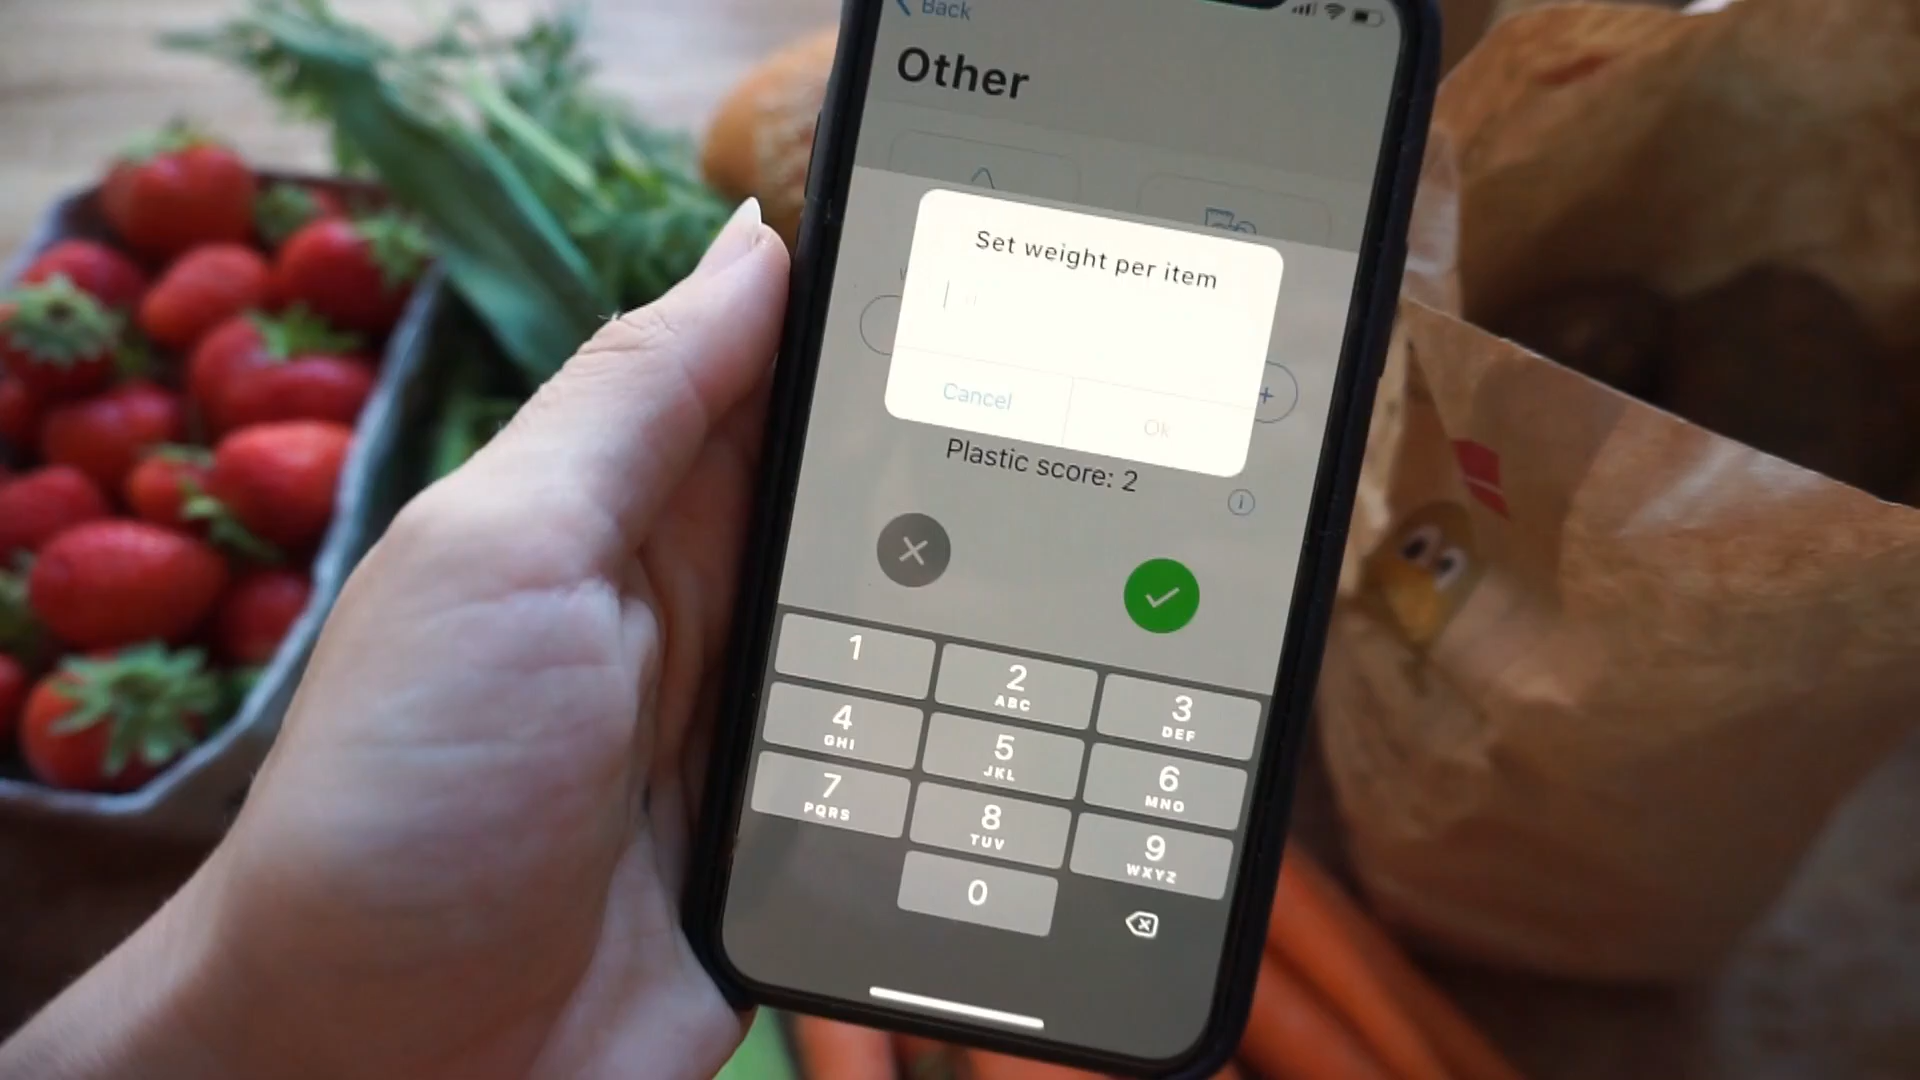 Back
Other
Set weight per item
Cancel
Ok
+
Plastic score: 2
i
1
2
ABC
3
DEF
4
GHI
5
JKL
6
MNO
7
PQRS
8
TUV
9
WXYZ
0